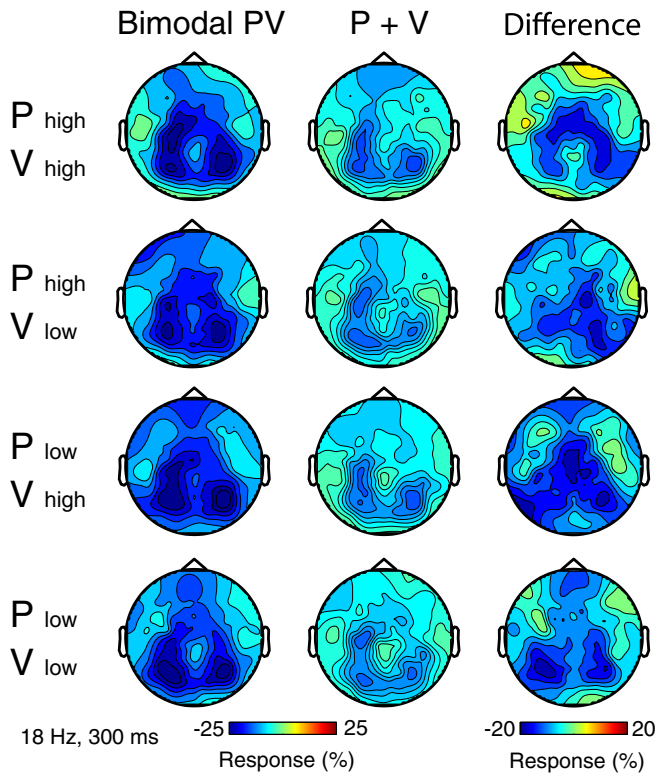 Bimodal PV P + V Difference
P high
V high
P high
V low
P low
V high
P low
V low
18 Hz, 300 ms
-25 25
Response (%)
-20 20
Response (%)